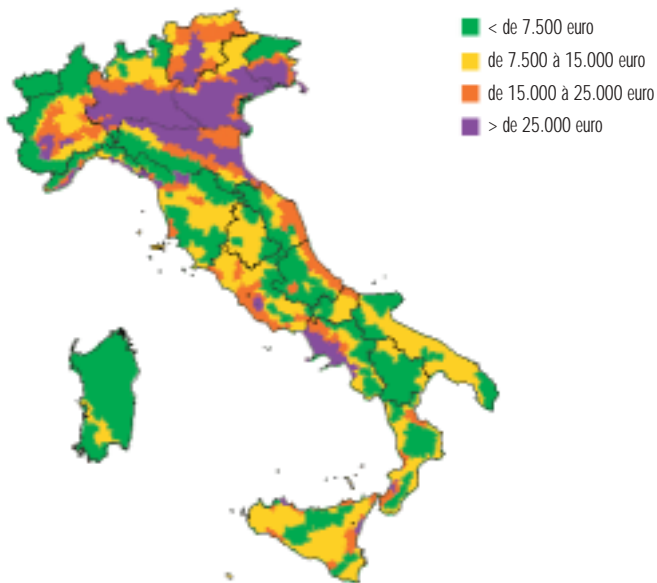 < de 7.500 euro
de 7.500 à 15.000 euro
de 15.000 à 25.000 euro
> de 25.000 euro